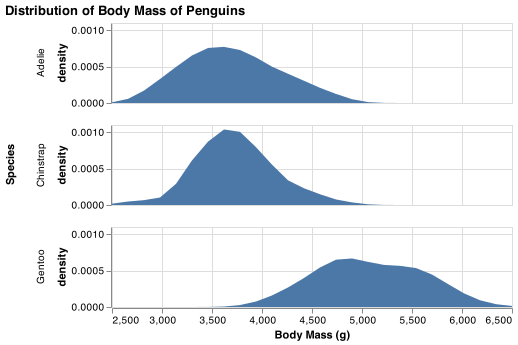 Distribution of Body Mass of Penguins
Species
Adelie
density
0.0010
0.0005
0.0000
Chinstrap
density
0.0010
0.0005
0.0000
Gentoo
density
0.0010
0.0005
0.0000
2,500 3,000 3,500 4,000 4,500 5,000 5,500 6,000 6,500
Body Mass (g)